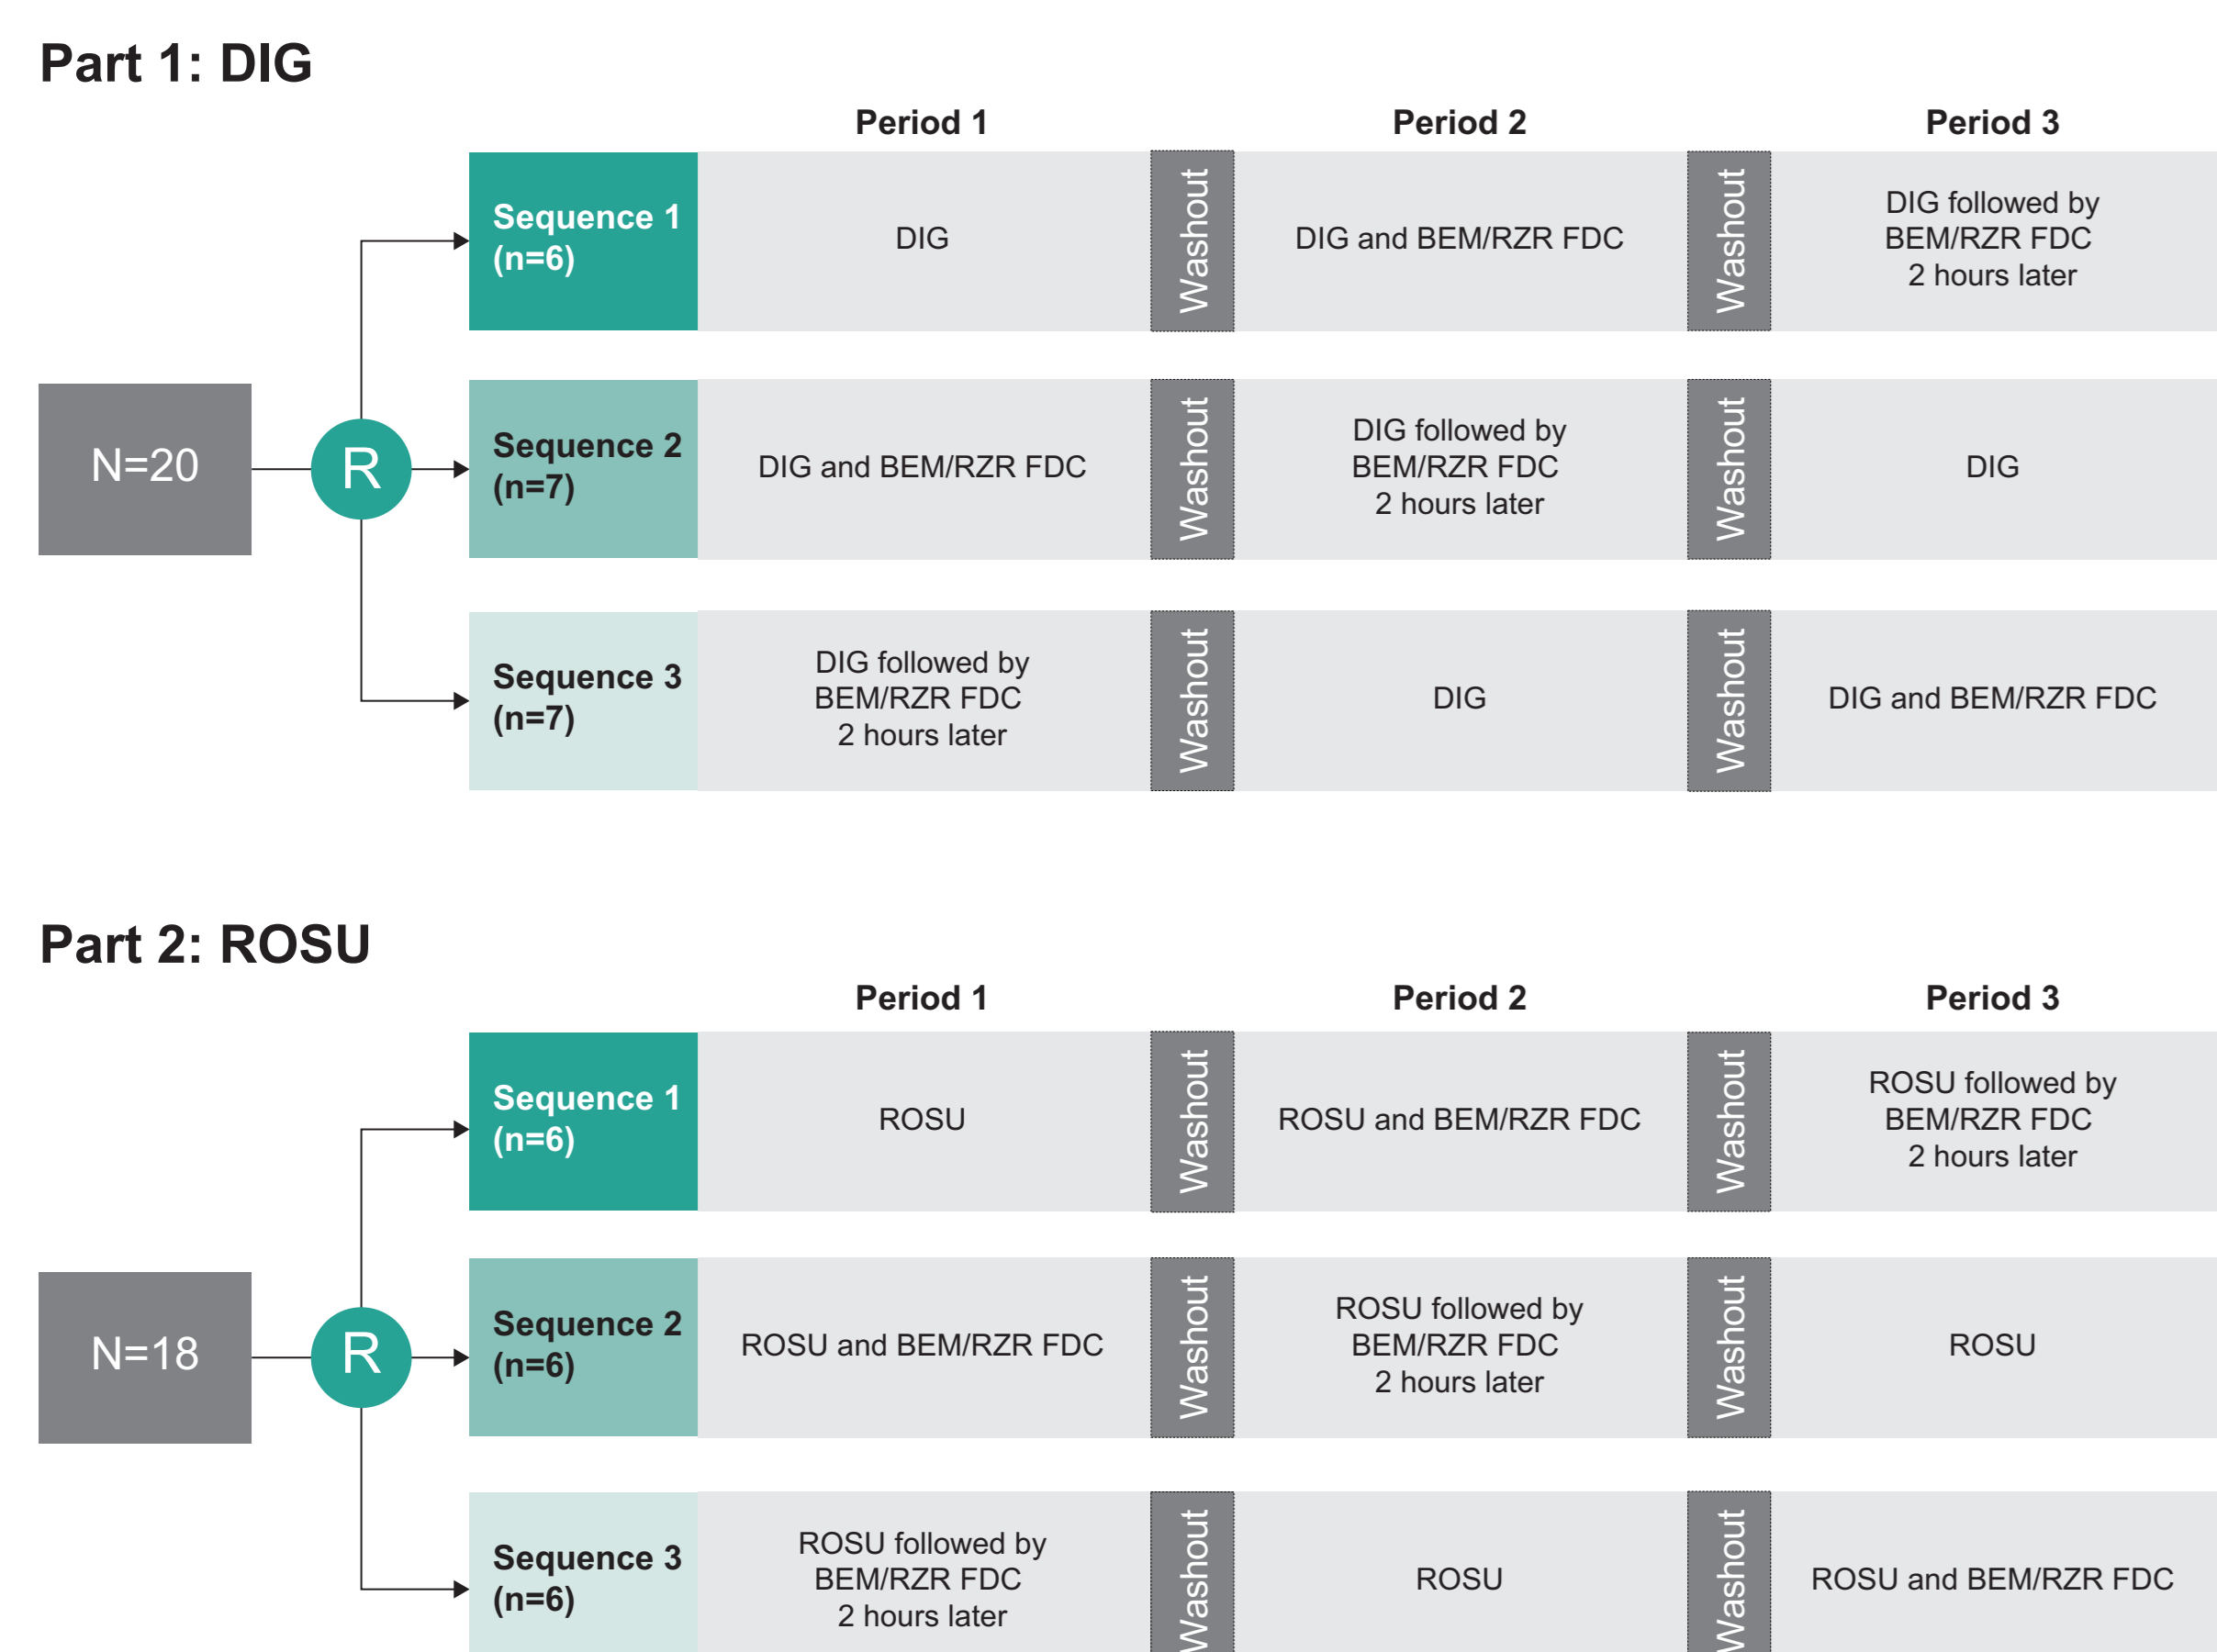 Part 1: DIG
Period 1
Period 2
Period 3
Sequence 1
(n=6)
DIG
Washout
DIG and BEM/RZR FDC
Washout
DIG followed by
BEM/RZR FDC
2 hours later
N=20
R
Sequence 2
(n=7)
DIG and BEM/RZR FDC
Washout
DIG followed by
BEM/RZR FDC
2 hours later
Washout
DIG
Sequence 3
(n=7)
DIG followed by
BEM/RZR FDC
2 hours later
Washout
DIG
Washout
DIG and BEM/RZR FDC
Part 2: ROSU
Period 1
Period 2
Period 3
Sequence 1
(n=6)
ROSU
Washout
ROSU and BEM/RZR FDC
Washout
ROSU followed by
BEM/RZR FDC
2 hours later
N=18
R
Sequence 2
(n=6)
ROSU and BEM/RZR FDC
Washout
ROSU followed by
BEM/RZR FDC
2 hours later
Washout
ROSU
Sequence 3
(n=6)
ROSU followed by
BEM/RZR FDC
2 hours later
Washout
ROSU
Washout
ROSU and BEM/RZR FDC